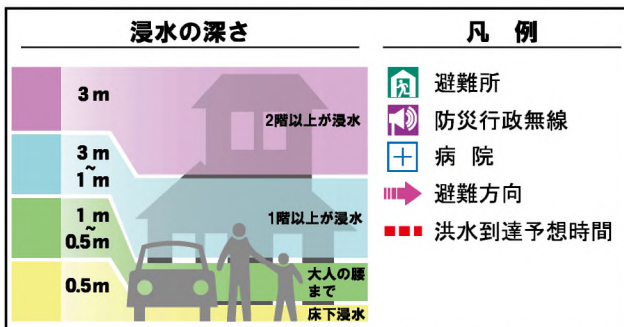 浸水の深さ
3m
2階以上が浸水
3m
~
1m
1階以上が浸水
1m
~
0.5m
大人の腰
まで
0.5m
床下浸水
凡 例
避難所
防災行政無線
病 院
避難方向
洪水到達予想時間